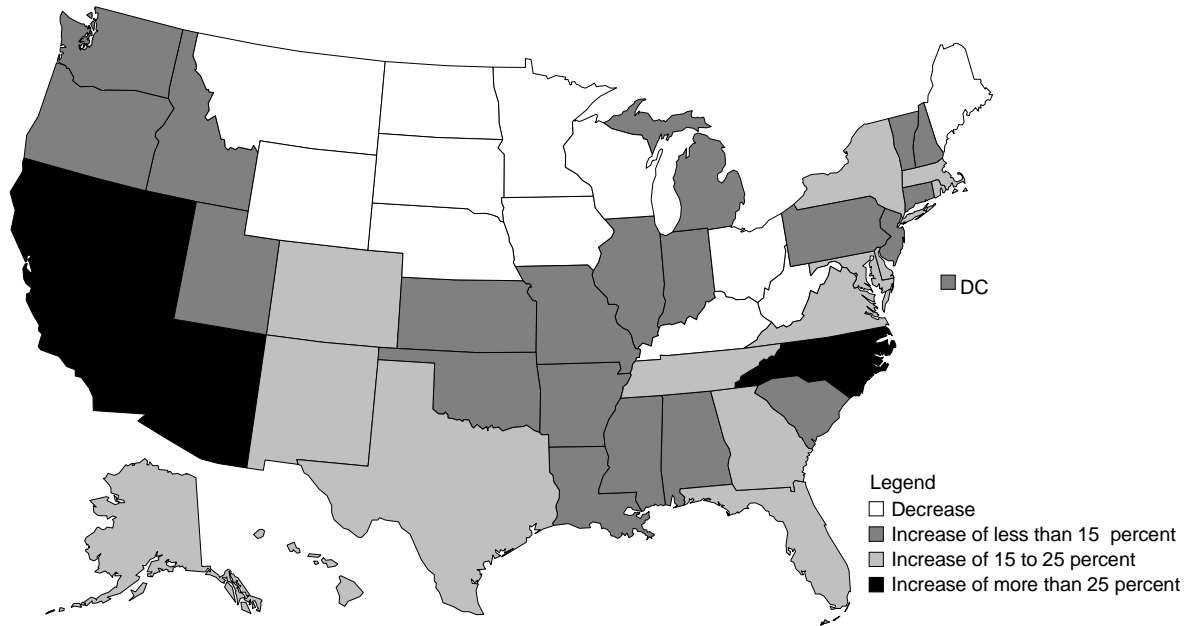 DC
Legend
Decrease
Increase of less than 15 percent
Increase of 15 to 25 percent
Increase of more than 25 percent